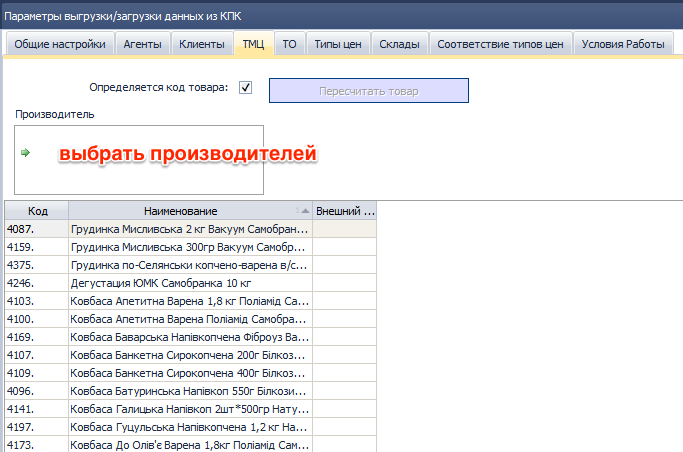 Параметры выгрузки/загрузки данных из КПК
Общие настройки Агенты Клиенты ТМЦ ТО Типы цен Склады Соответствие типов цен Условия Работы
Определяется код товара: Пересчитать товар
Производитель
выбрать производителей
Код Наименование Внешний ...
4087. Грудинка Мисливська 2 кг Вакуум Самобран...
4159. Грудинка Мисливська 300гр Вакуум Самобр...
4375. Грудинка по-Селянськи копчено-варена в/с...
4246. Дегустация ЮМК Самобранка 10 кг
4103. Ковбаса Апетитна Варена 1,8 кг Поліамід Са...
4100. Ковбаса Апетитна Варена Поліамід Самобра...
4169. Ковбаса Баварська Напівкопчена Фіброуз Ва...
4107. Ковбаса Банкетна Сирокопчена 200г Білкоз...
4109. Ковбаса Банкетна Сирокопчена 400г Білкоз...
4096. Ковбаса Батуринська Напівкоп 550г Білкози...
4141. Ковбаса Галицька Напівкоп 2шт*500гр Нату...
4197. Ковбаса Гуцульська Напівкопчена 1,2 кг На...
4173. Ковбаса До Олів'є Варена 1,8кг Поліамід Сам...